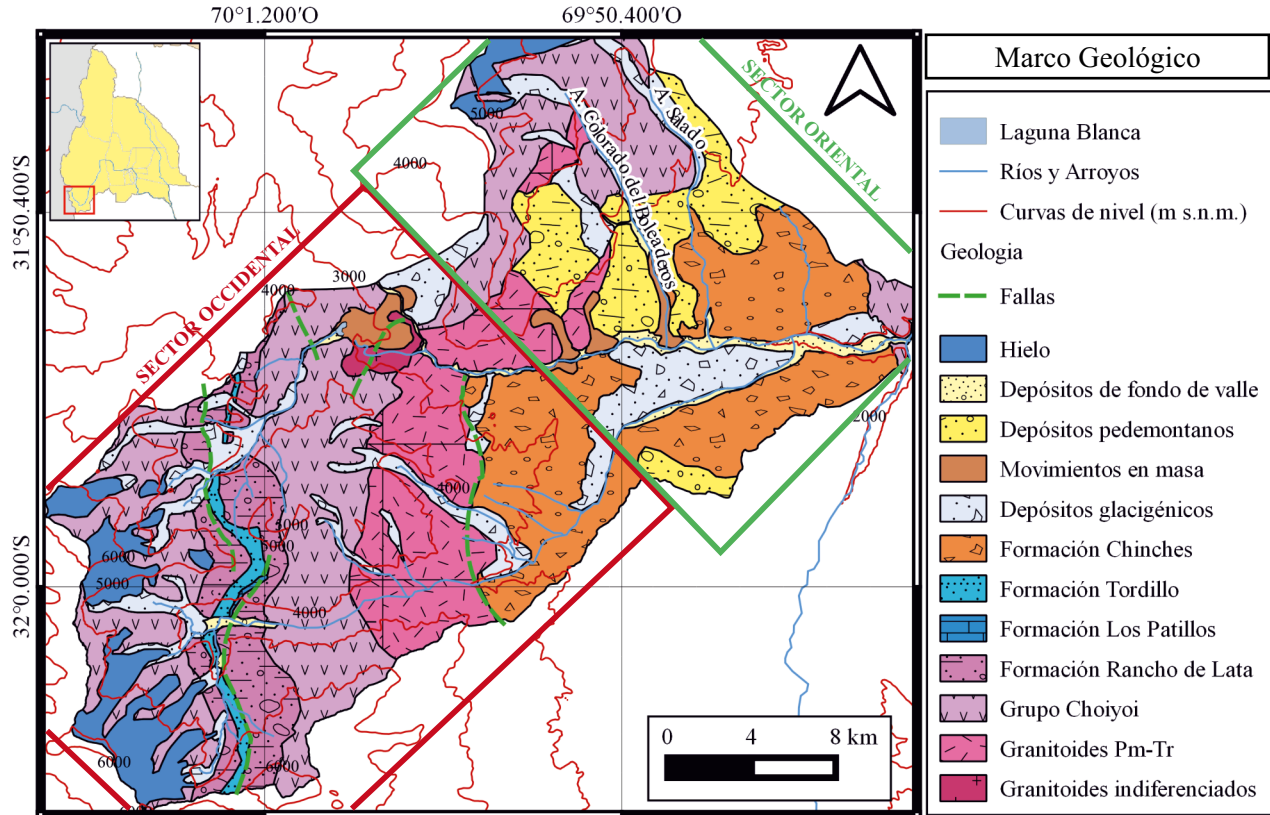 70°1.200'O
69°50.400'O
31°50.400'S
32°0.000'S
SECTOR ORIENTAL
SECTOR OCCIDENTAL
A. Salado
A. Colorado del Boleaderos
5000
4000
3000
4000
2000
4000
5000
5000
6000
5000
4000
6000
6000
0 4 8 km
Marco Geológico
Laguna Blanca
Ríos y Arroyos
Curvas de nivel (m s.n.m.)
Geologia
Fallas
Hielo
Depósitos de fondo de valle
Depósitos pedemontanos
Movimientos en masa
Depósitos glacigénicos
Formación Chinches
Formación Tordillo
Formación Los Patillos
Formación Rancho de Lata
Grupo Choiyoi
Granitoides Pm-Tr
Granitoides indiferenciados